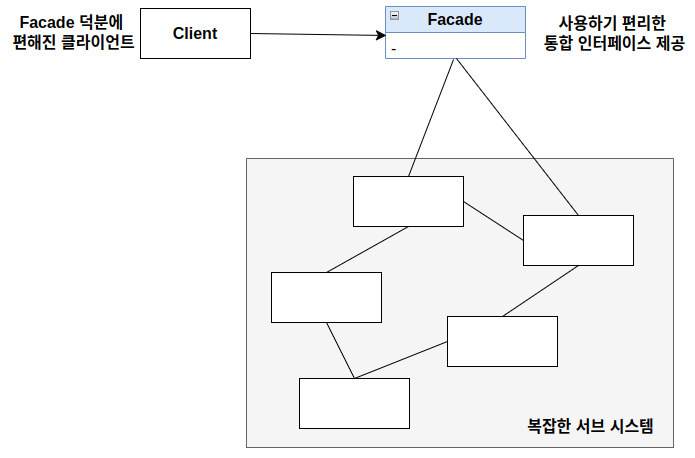 Facade 덕분에
편해진 클라이언트
Client
Facade
-
사용하기 편리한
통합 인터페이스 제공
복잡한 서브 시스템